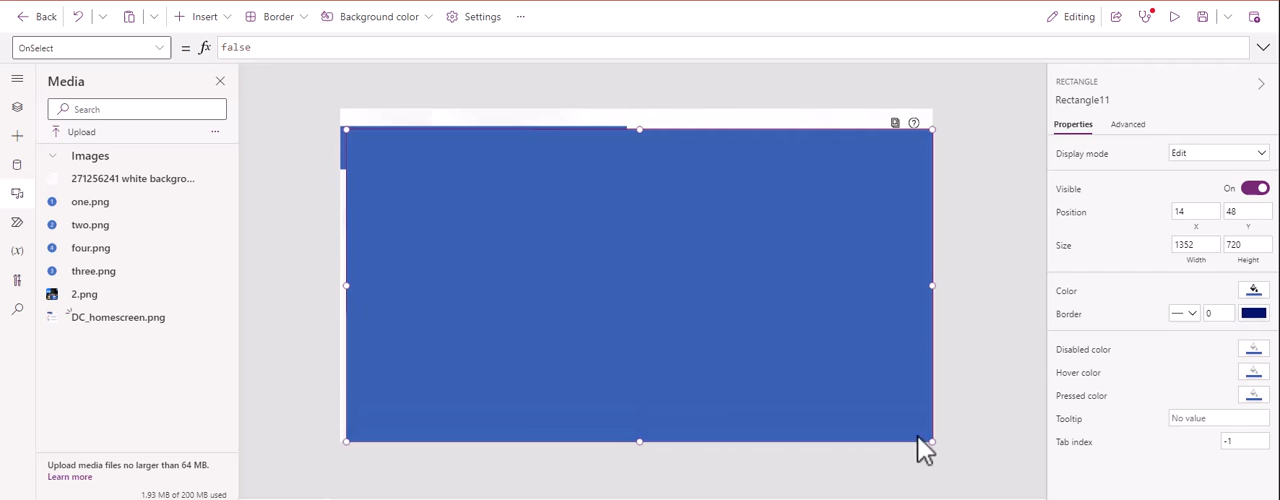 Back
Insert
Border
Background color
Settings
...
Editing
OnSelect
=
fx
false
Media
Search
Upload
...
Images
271256241 white backgro...
one.png
two.png
four.png
three.png
2.png
DC_homescreen.png
Upload media files no larger than 64 MB.
Learn more
1.93 MB of 200 MB used
RECTANGLE
Rectangle11
Properties
Advanced
Display mode
Edit
Visible
On
Position
14
48
X
Y
Size
1352
720
Width
Height
Color
Border
0
Disabled color
Hover color
Pressed color
Tooltip
No value
Tab index
-1